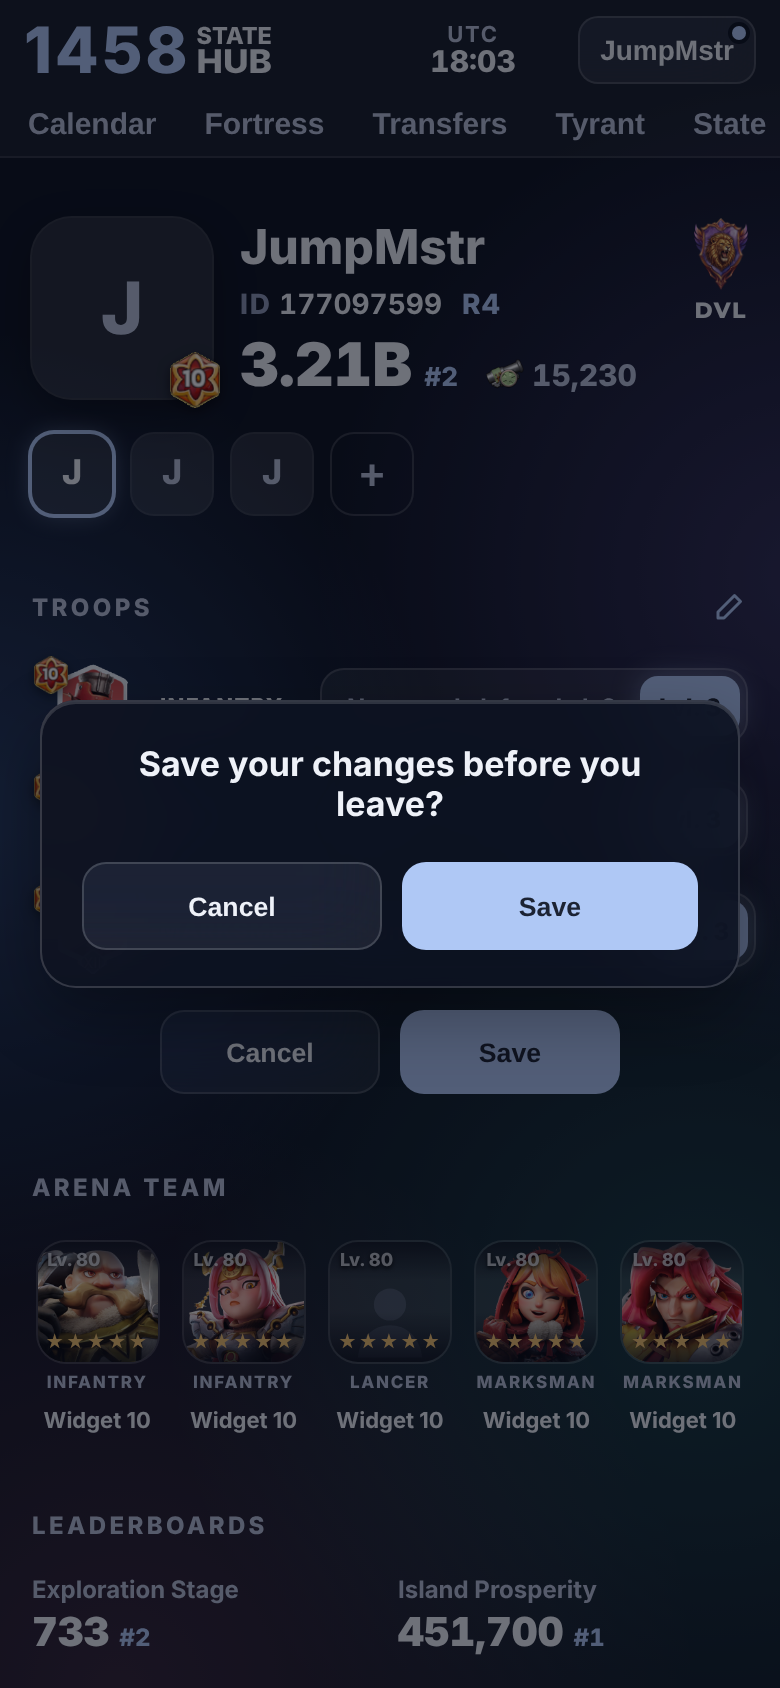 1458 STATE HUB
UTC
18:03
JumpMstr
Calendar Fortress Transfers Tyrant State
J
10
JumpMstr
ID 177097599 R4
3.21B #2 15,230
DVL
J J J +
TROOPS
10
INFANTRY
Save your changes before you
leave?
Cancel Save
Cancel Save
ARENA TEAM
Lv. 80 Lv. 80 Lv. 80 Lv. 80 Lv. 80
INFANTRY INFANTRY LANCER MARKSMAN MARKSMAN
Widget 10 Widget 10 Widget 10 Widget 10 Widget 10
LEADERBOARDS
Exploration Stage Island Prosperity
733 #2 451,700 #1